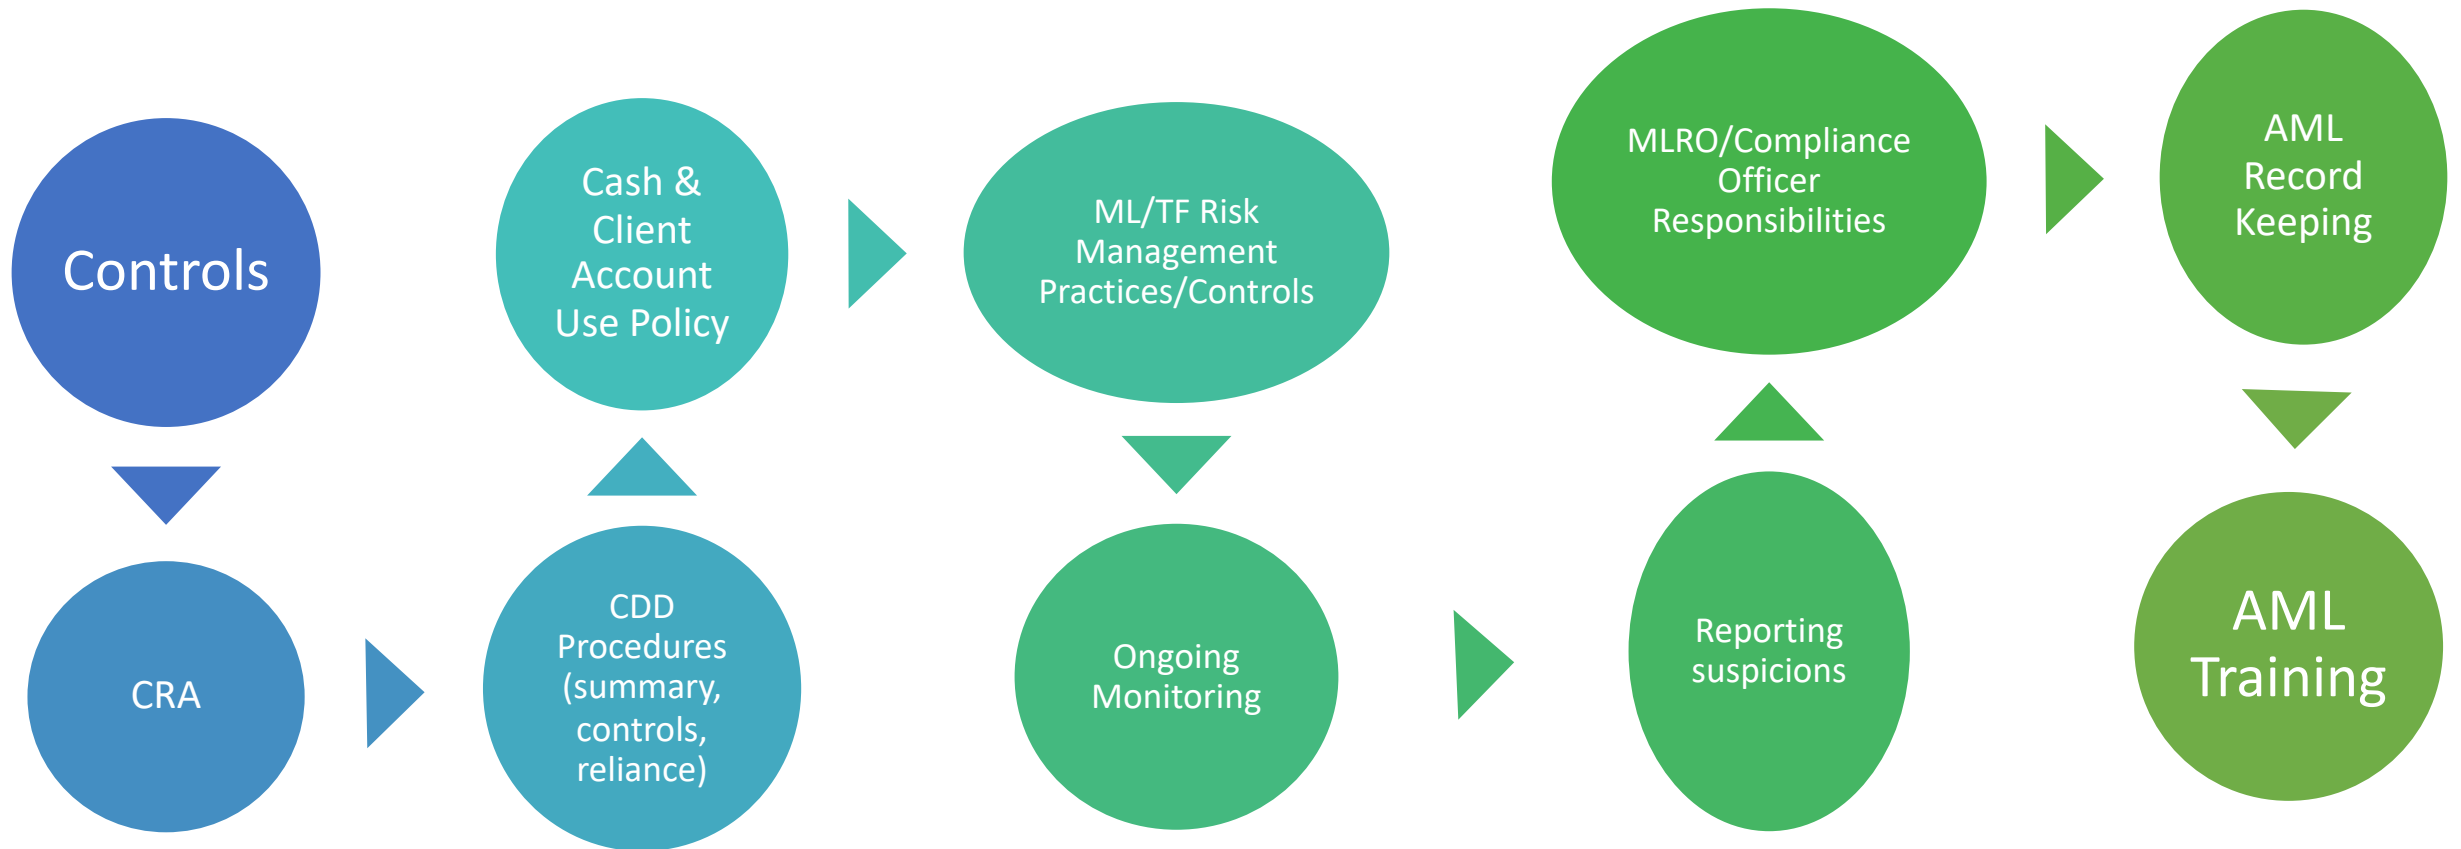 Controls
CRA
CDD
Procedures
(summary,
controls,
reliance)
Cash &
Client
Account
Use Policy
ML/TF Risk
Management
Practices/Controls
Ongoing
Monitoring
Reporting
suspicions
MLRO/Compliance
Officer
Responsibilities
AML
Record
Keeping
AML
Training